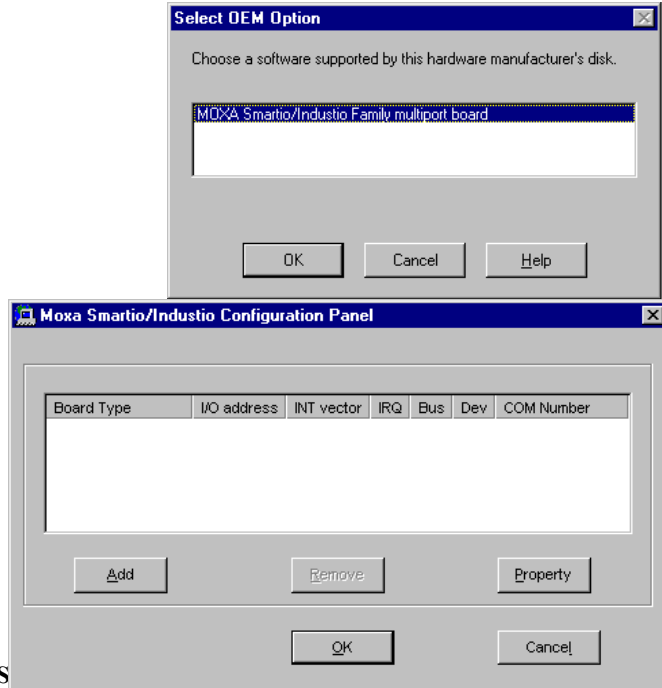 Select OEM Option
Choose a software supported by this hardware manufacturer's disk.
MOXA Smartio/Industio Family multiport board
OK Cancel Help
Moxa Smartio/Industio Configuration Panel
Board Type I/O address INT vector IRQ Bus Dev COM Number
Add Remove Property
OK Cancel
s